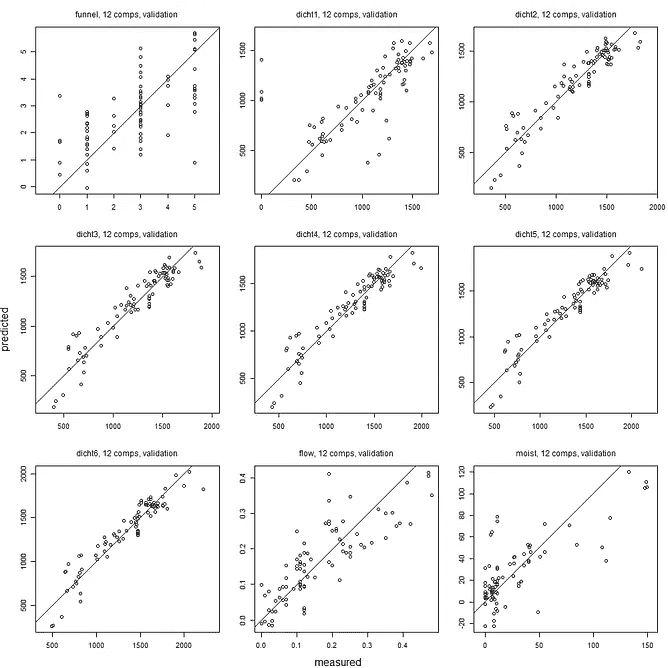 funnel, 12 comps, validation
dicht1, 12 comps, validation
dicht2, 12 comps, validation
0 1 2 3 4 5
0 1 2 3 4 5
500 1000 1500
0 500 1000 1500
500 1000 1500
500 1000 1500 2000
dicht3, 12 comps, validation
dicht4, 12 comps, validation
dicht5, 12 comps, validation
predicted
500 1000 1500
500 1000 1500 2000
500 1000 1500
500 1000 1500 2000
500 1000 1500
500 1000 1500 2000
dicht6, 12 comps, validation
flow, 12 comps, validation
moist, 12 comps, validation
500 1000 1500 2000
500 1000 1500 2000
0.0 0.1 0.2 0.3 0.4
0.0 0.1 0.2 0.3 0.4
-20 0 20 40 60 80 100 120
0 50 100 150
measured